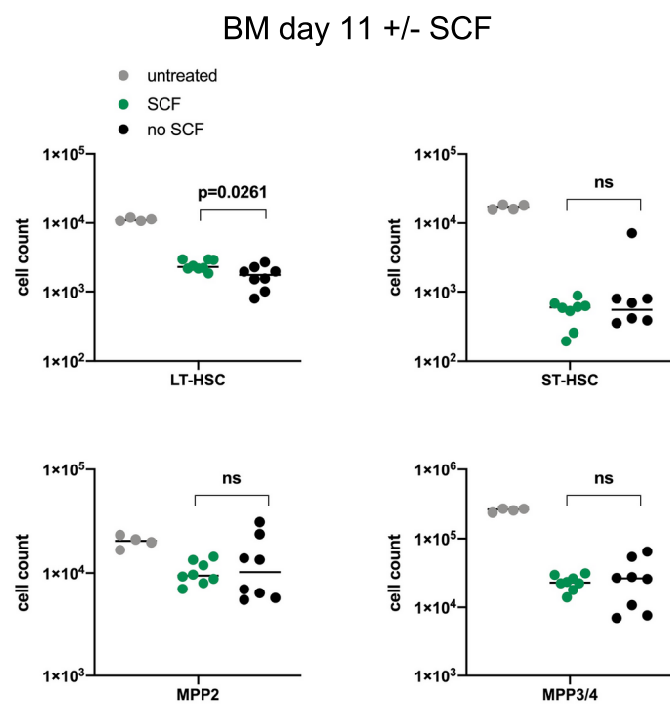 BM day 11 +/- SCF
untreated
SCF
no SCF
1×10⁵
1×10⁴
1×10³
1×10²
cell count
p=0.0261
LT-HSC
1×10⁵
1×10⁴
1×10³
1×10²
cell count
ns
ST-HSC
1×10⁵
1×10⁴
1×10³
cell count
ns
MPP2
1×10⁶
1×10⁵
1×10⁴
1×10³
cell count
ns
MPP3/4